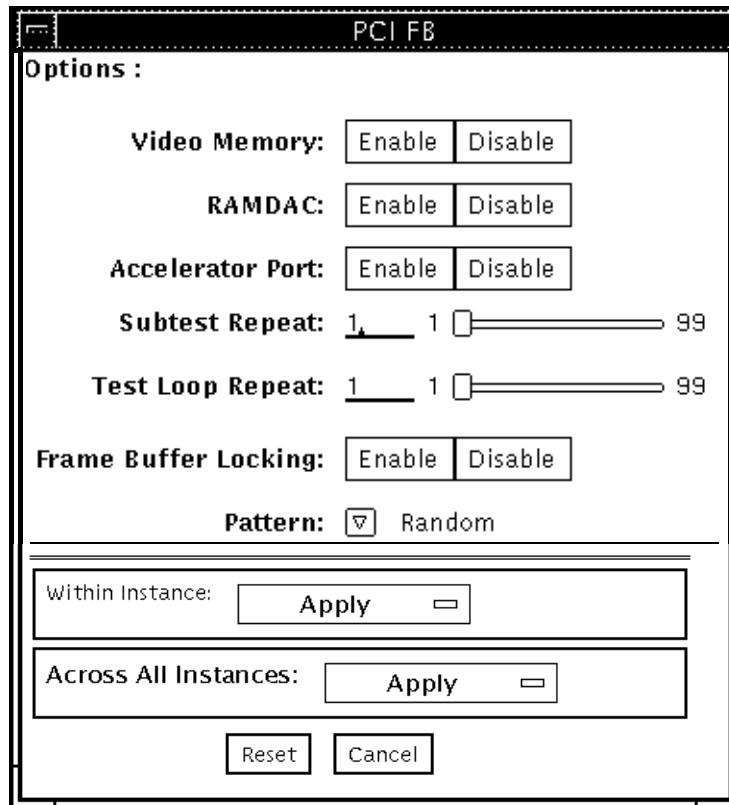 PCI FB
Options :
Video Memory: Enable Disable
RAMDAC: Enable Disable
Accelerator Port: Enable Disable
Subtest Repeat: 1 1 99
Test Loop Repeat: 1 1 99
Frame Buffer Locking: Enable Disable
Pattern: Random
Within Instance: Apply
Across All Instances: Apply
Reset Cancel